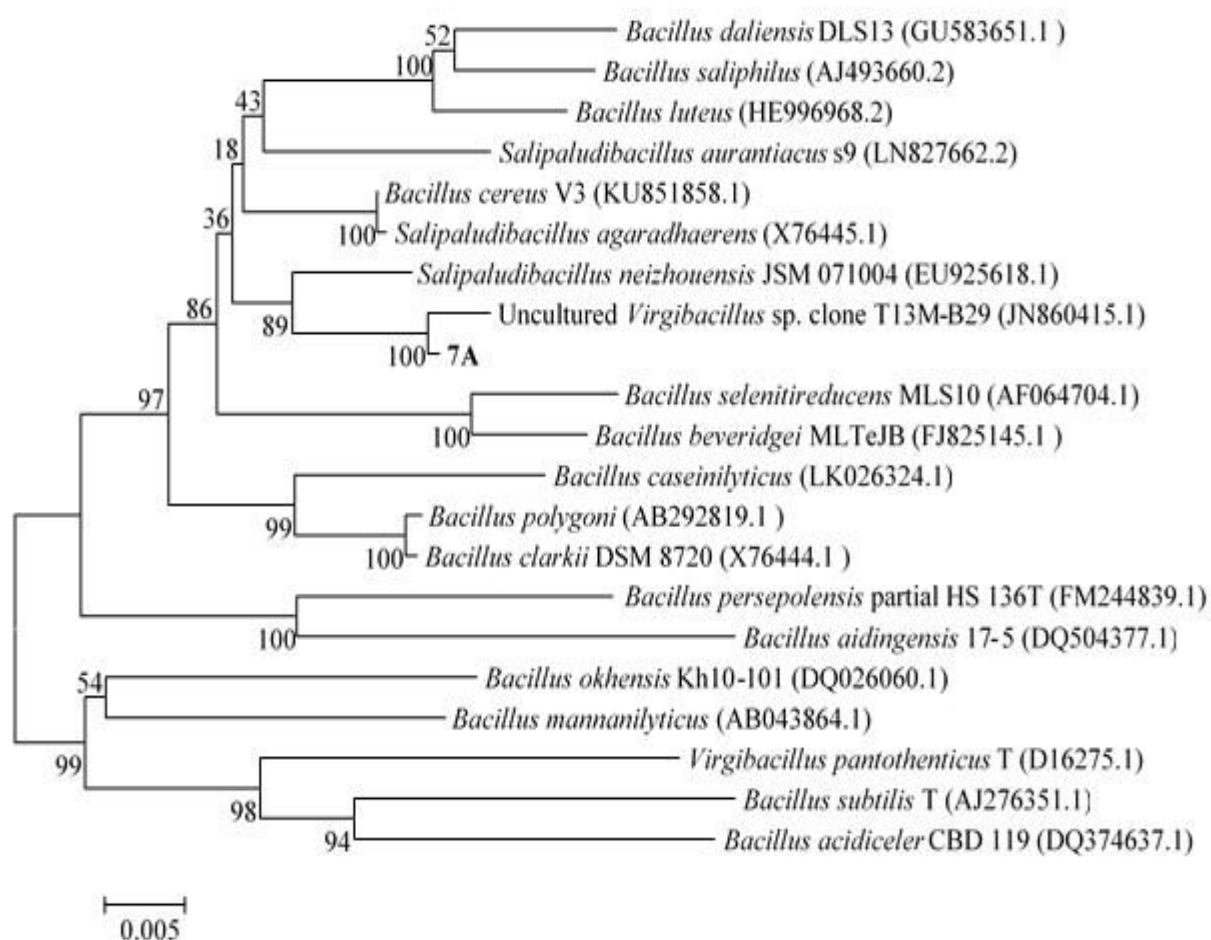 52
Bacillus daliensis DLS13 (GU583651.1 )
100
Bacillus saliphilus (AJ493660.2)
43
Bacillus luteus (HE996968.2)
18
Salipaludibacillus aurantiacus s9 (LN827662.2)
Bacillus cereus V3 (KU851858.1)
36
100
Salipaludibacillus agaradhaerens (X76445.1)
Salipaludibacillus neizhouensis JSM 071004 (EU925618.1)
86
89
Uncultured Virgibacillus sp. clone T13M-B29 (JN860415.1)
100
7A
97
Bacillus selenitireducens MLS10 (AF064704.1)
100
Bacillus beveridgei MLTeJB (FJ825145.1 )
Bacillus caseinilyticus (LK026324.1)
99
Bacillus polygoni (AB292819.1 )
100
Bacillus clarkii DSM 8720 (X76444.1 )
Bacillus persepolensis partial HS 136T (FM244839.1)
100
Bacillus aidingensis 17-5 (DQ504377.1)
54
Bacillus okhensis Kh10-101 (DQ026060.1)
Bacillus mannanilyticus (AB043864.1)
99
Virgibacillus pantothenticus T (D16275.1)
98
Bacillus subtilis T (AJ276351.1)
94
Bacillus acidiceler CBD 119 (DQ374637.1)
0.005